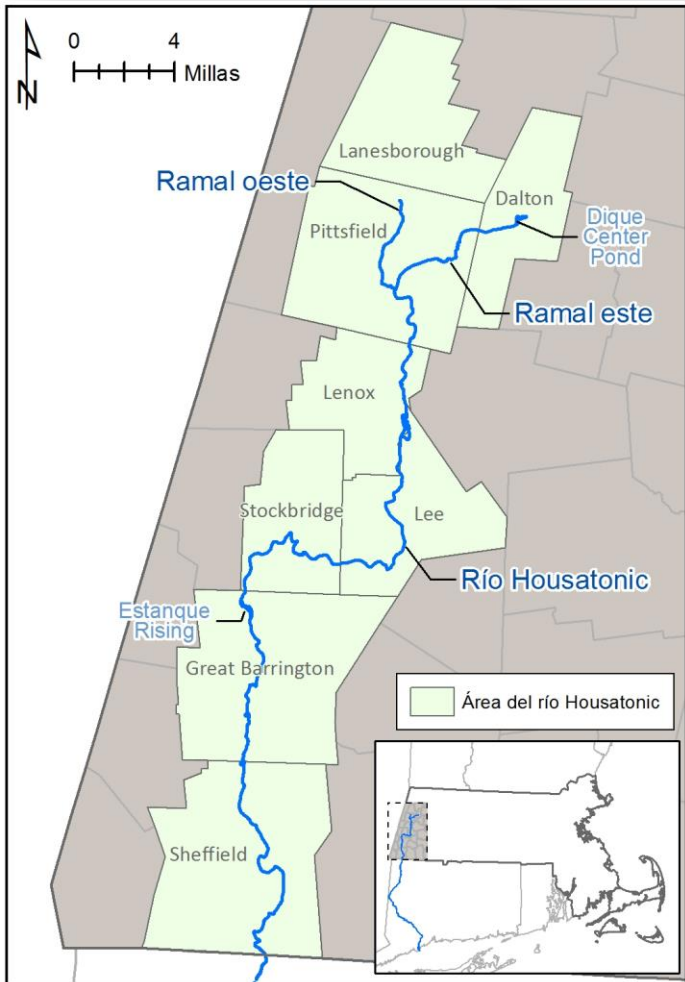 0 4
Millas
N
Lanesborough
Ramal oeste
Dalton
Pittsfield
Dique
Center
Pond
Ramal este
Lenox
Stockbridge
Lee
Río Housatonic
Estanque
Rising
Great Barrington
Área del río Housatonic
Sheffield